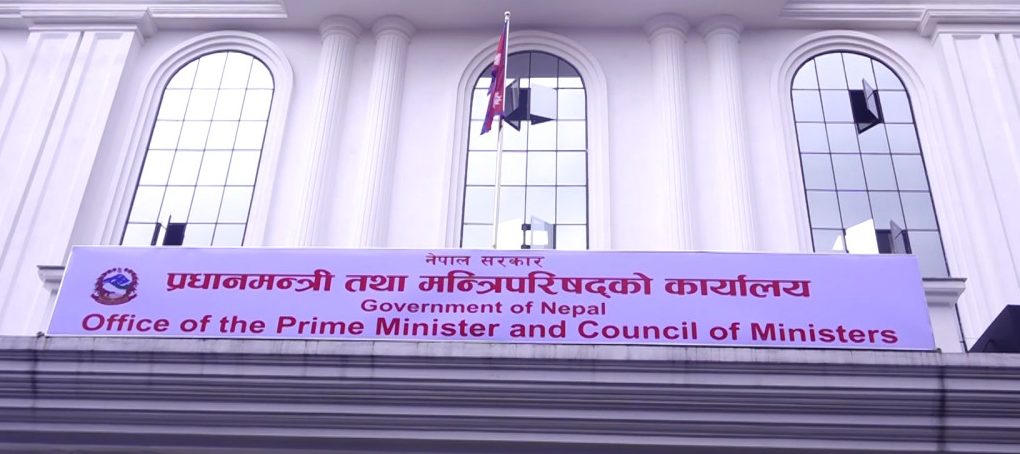 नेपाल सरकार
प्रधानमन्त्री तथा मन्त्रिपरिषद्को कार्यालय
Government of Nepal
Office of the Prime Minister and Council of Ministers